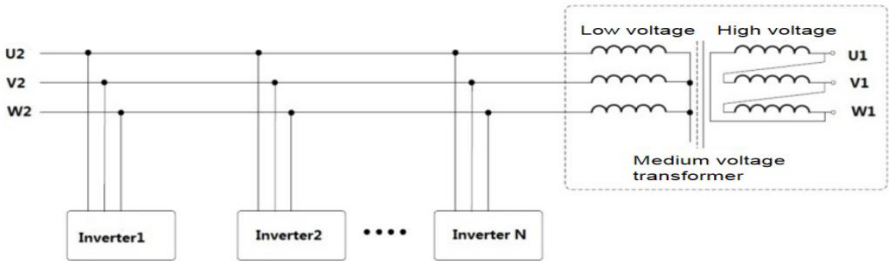 Low voltage High voltage
U2
U1
V2
V1
W2
W1
Medium voltage
transformer
Inverter1
Inverter2
Inverter N